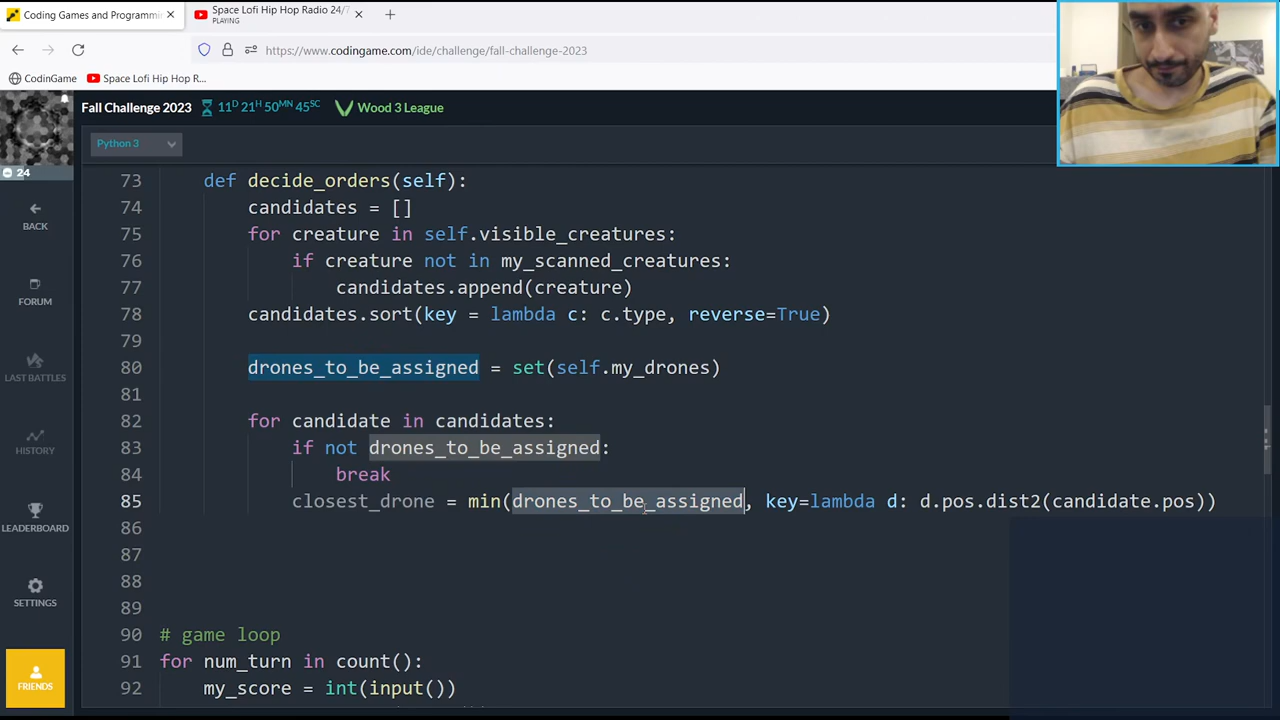 Coding Games and Programmin
Space Lofi Hip Hop Radio 24/7
PLAYING
https://www.codingame.com/ide/challenge/fall-challenge-2023
CodinGame
Space Lofi Hip Hop R...
Fall Challenge 2023
11D 21H 50MN 45SC
Wood 3 League
Python 3
24
BACK
FORUM
LAST BATTLES
HISTORY
LEADERBOARD
SETTINGS
FRIENDS
73 def decide_orders(self):
74 candidates = []
75 for creature in self.visible_creatures:
76 if creature not in my_scanned_creatures:
77 candidates.append(creature)
78 candidates.sort(key = lambda c: c.type, reverse=True)
79
80 drones_to_be_assigned = set(self.my_drones)
81
82 for candidate in candidates:
83 if not drones_to_be_assigned:
84 break
85 closest_drone = min(drones_to_be_assigned, key=lambda d: d.pos.dist2(candidate.pos))
86
87
88
89
90 # game loop
91 for num_turn in count():
92 my_score = int(input())